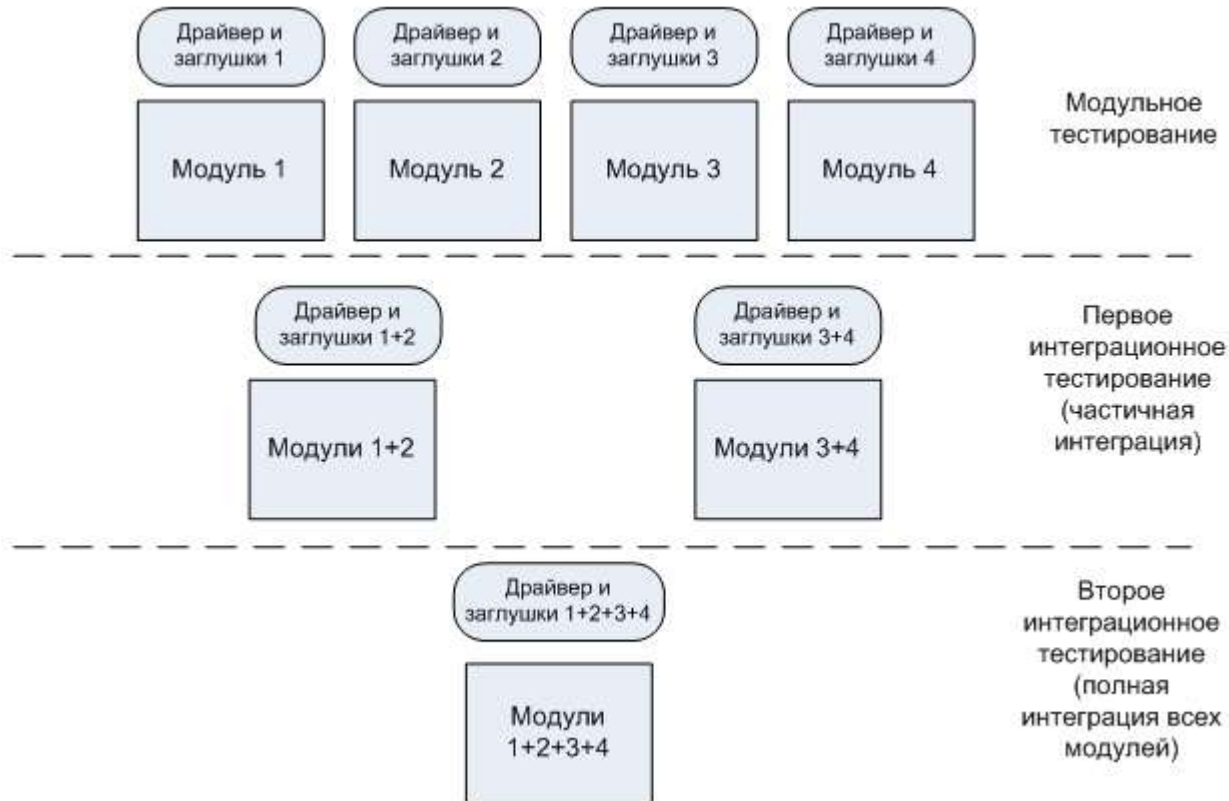 Драйвер и
заглушки 1
Драйвер и
заглушки 2
Драйвер и
заглушки 3
Драйвер и
заглушки 4
Модуль 1
Модуль 2
Модуль 3
Модуль 4
Модульное
тестирование
Драйвер и
заглушки 1+2
Драйвер и
заглушки 3+4
Модули 1+2
Модули 3+4
Первое
интеграционное
тестирование
(частичная
интеграция)
Драйвер и
заглушки 1+2+3+4
Модули
1+2+3+4
Второе
интеграционное
тестирование
(полная
интеграция всех
модулей)